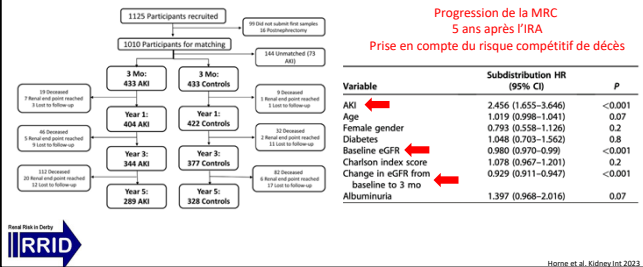 1125 Participants recruited
99 Did not submit first samples
16 Postnephrectomy
1010 Participants for matching
144 Unmatched (73
AKI)
3 Mo:
433 AKI
3 Mo:
433 Controls
19 Deceased
7 Renal end point reached
3 Lost to follow-up
9 Deceased
1 Renal end point reached
1 Lost to follow-up
Year 1:
404 AKI
Year 1:
422 Controls
46 Deceased
5 Renal end point reached
9 Lost to follow-up
32 Deceased
2 Renal end point reached
11 Lost to follow-up
Year 3:
344 AKI
Year 3:
377 Controls
112 Deceased
20 Renal end point reached
12 Lost to follow-up
82 Deceased
6 Renal end point reached
17 Lost to follow-up
Year 5:
289 AKI
Year 5:
328 Controls
Renal Risk in Derby
RRID
Progression de la MRC
5 ans après l’IRA
Prise en compte du risque compétitif de décès
Subdistribution HR
Variable (95% CI) P
AKI 2.456 (1.655–3.646) <0.001
Age 1.019 (0.998–1.041) 0.07
Female gender 0.793 (0.558–1.126) 0.2
Diabetes 1.048 (0.703–1.562) 0.8
Baseline eGFR 0.980 (0.970–0.99) <0.001
Charlson index score 1.078 (0.967–1.201) 0.2
Change in eGFR from 0.929 (0.911–0.947) <0.001
baseline to 3 mo
Albuminuria 1.397 (0.968–2.016) 0.07
Horne et al. Kidney Int 2023